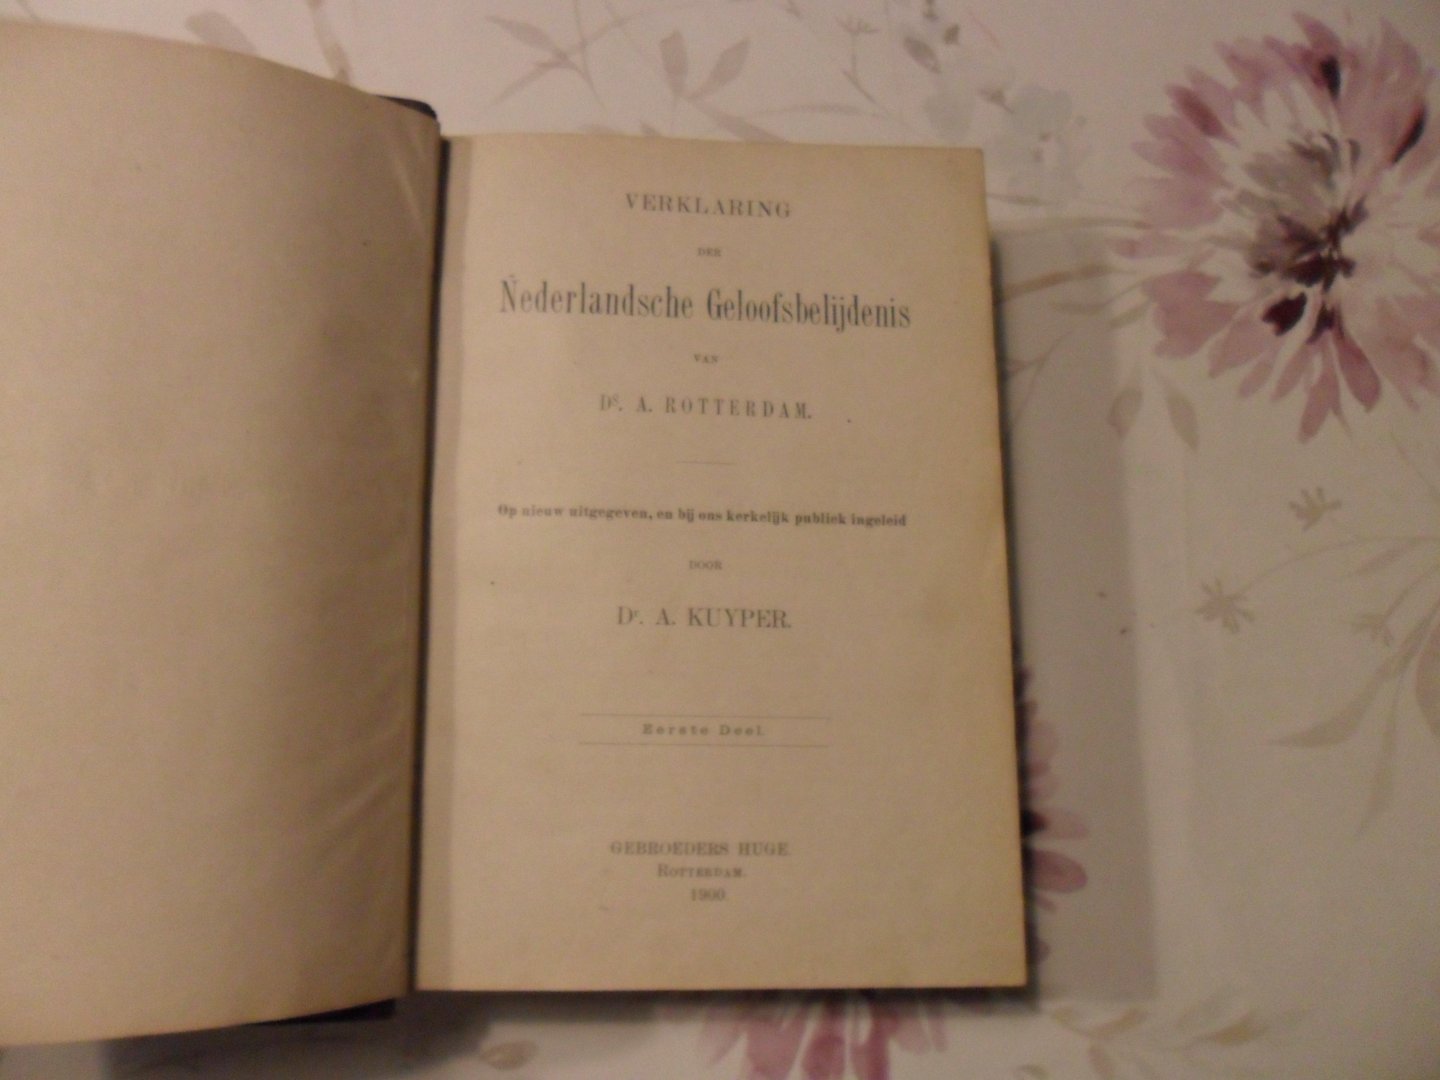 VERKLARING
DER
Nederlandsche Geloofsbelijdenis
VAN
Ds. A. ROTTERDAM.
Op nieuw uitgegeven, en bij ons kerkelijk publiek ingeleid
DOOR
Dr. A. KUYPER.
Eerste Deel.
GEBROEDERS HUGE.
ROTTERDAM.
1900.